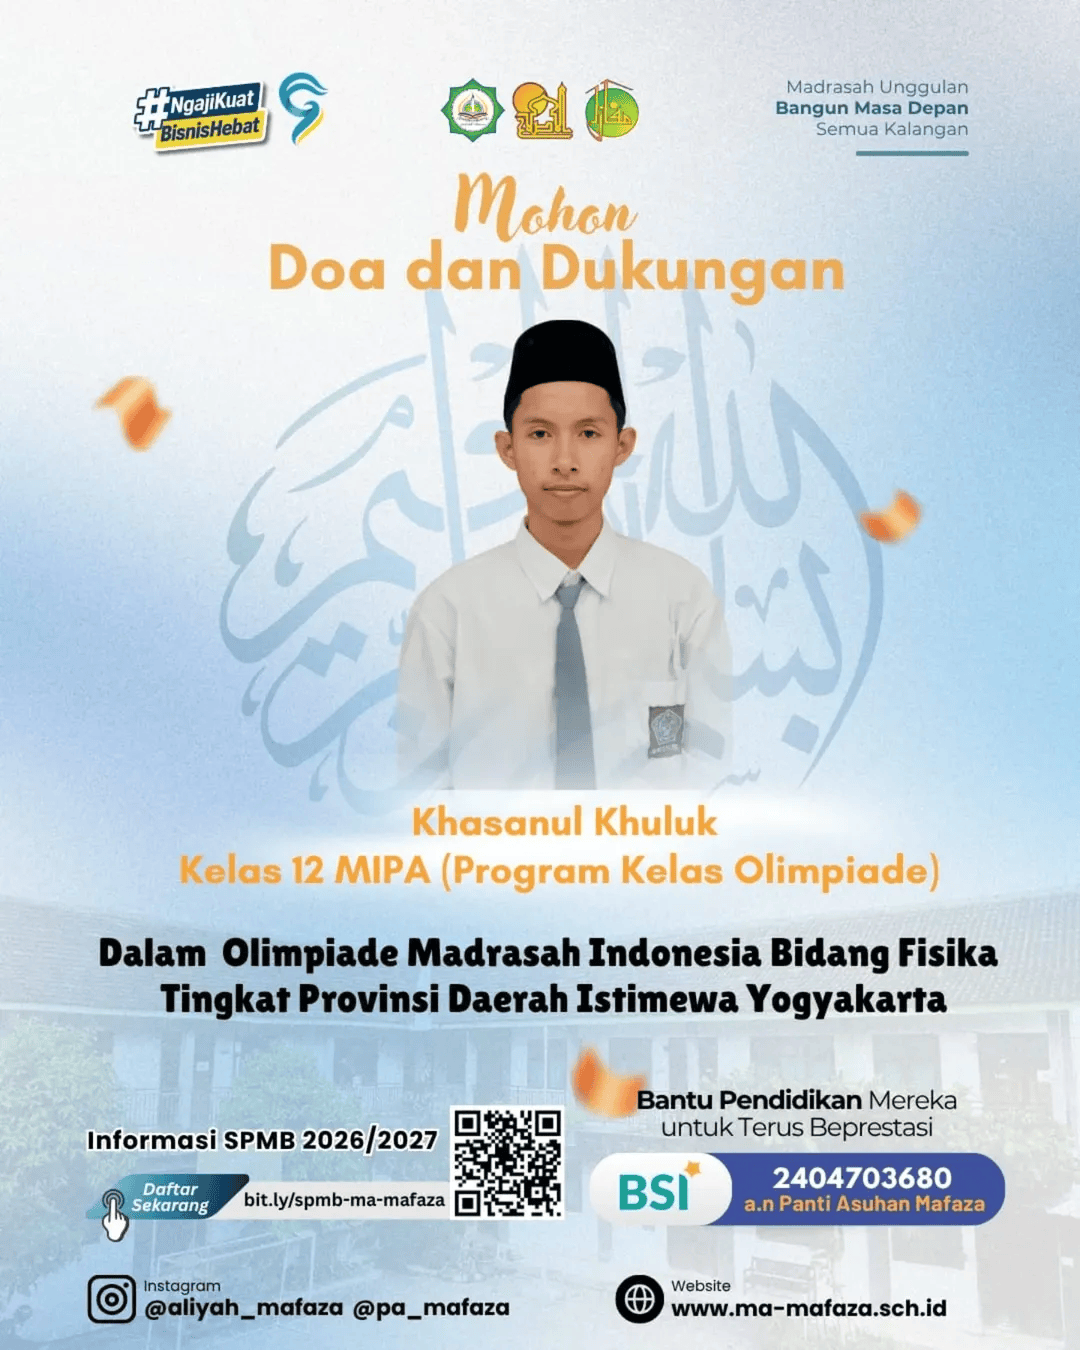 #NgajiKuat
BisnisHebat
Madrasah Unggulan
Bangun Masa Depan
Semua Kalangan
Mohon
Doa dan Dukungan
Khasanul Khuluk
Kelas 12 MIPA (Program Kelas Olimpiade)
Dalam Olimpiade Madrasah Indonesia Bidang Fisika
Tingkat Provinsi Daerah Istimewa Yogyakarta
Informasi SPMB 2026/2027
Daftar
Sekarang
bit.ly/spmb-ma-mafaza
Bantu Pendidikan Mereka
untuk Terus Beprestasi
BSI
2404703680
a.n Panti Asuhan Mafaza
Instagram
@aliyah_mafaza @pa_mafaza
Website
www.ma-mafaza.sch.id